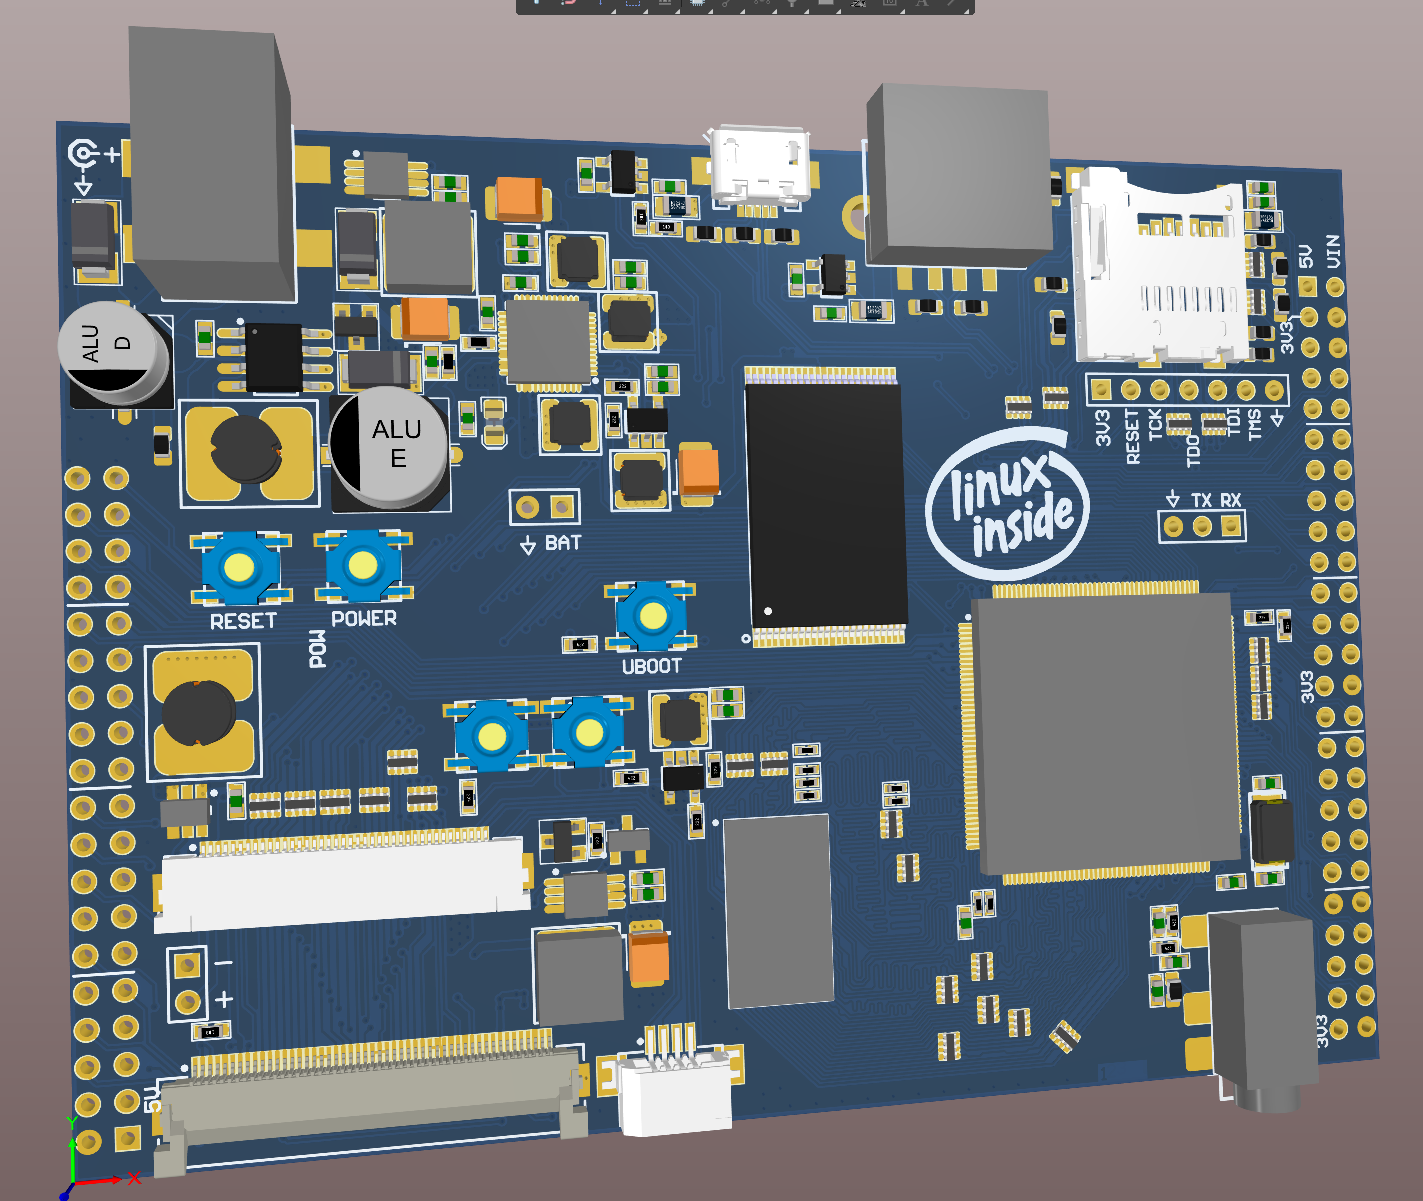 +
5V
VIN
ALU
D
3V3
ALU
E
3V3
RESET
TCK
TDO
TDI
TMS
linux
inside
TX RX
BAT
RESET
POWER
POW
UBOOT
3V3
-
+
3V3
5V
Y
X